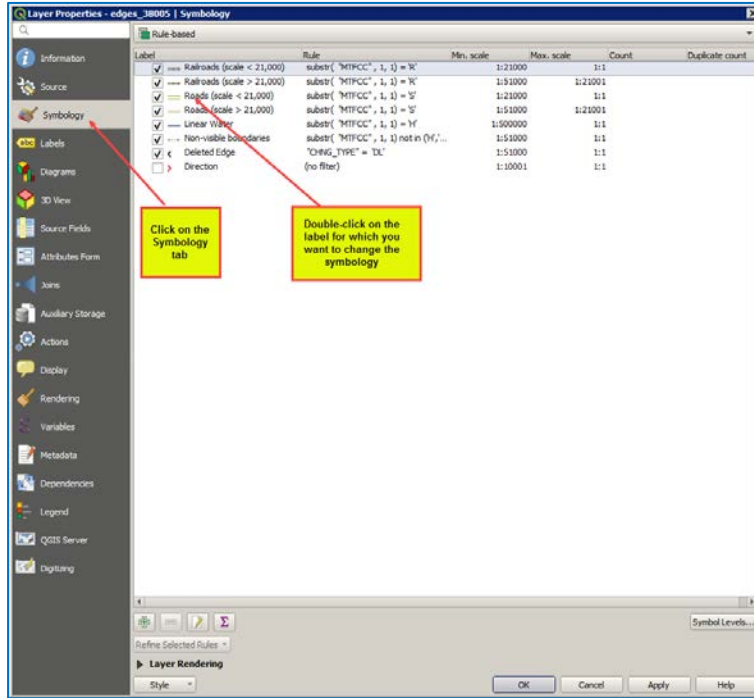 Layer Properties - edges_38005 | Symbology
Rule-based
Information
Source
Symbology
Labels
Diagrams
3D View
Source Fields
Attributes Form
Joins
Auxiliary Storage
Actions
Display
Rendering
Variables
Metadata
Dependencies
Legend
QGIS Server
Digitizing
Label Rule Min. scale Max. scale Count Duplicate count
Railroads (scale < 21,000) substr( "MTFCC" , 1, 1) = 'R' 1:21000 1:1
Railroads (scale > 21,000) substr( "MTFCC" , 1, 1) = 'R' 1:51000 1:21001
Roads (scale < 21,000) substr( "MTFCC" , 1, 1) = 'S' 1:21000 1:1
Roads (scale > 21,000) substr( "MTFCC" , 1, 1) = 'S' 1:51000 1:21001
Linear Water substr( "MTFCC" , 1, 1) = 'H' 1:500000 1:1
Non-visible boundaries substr( "MTFCC" , 1, 1) not in ('H','... 1:51000 1:1
Deleted Edge "CHNG_TYPE" = 'DL' 1:51000 1:1
Direction (no filter) 1:10001 1:1
Click on the
Symbology
tab
Double-click on the
label for which you
want to change the
symbology
Symbol Levels...
Refine Selected Rules
Layer Rendering
Style OK Cancel Apply Help